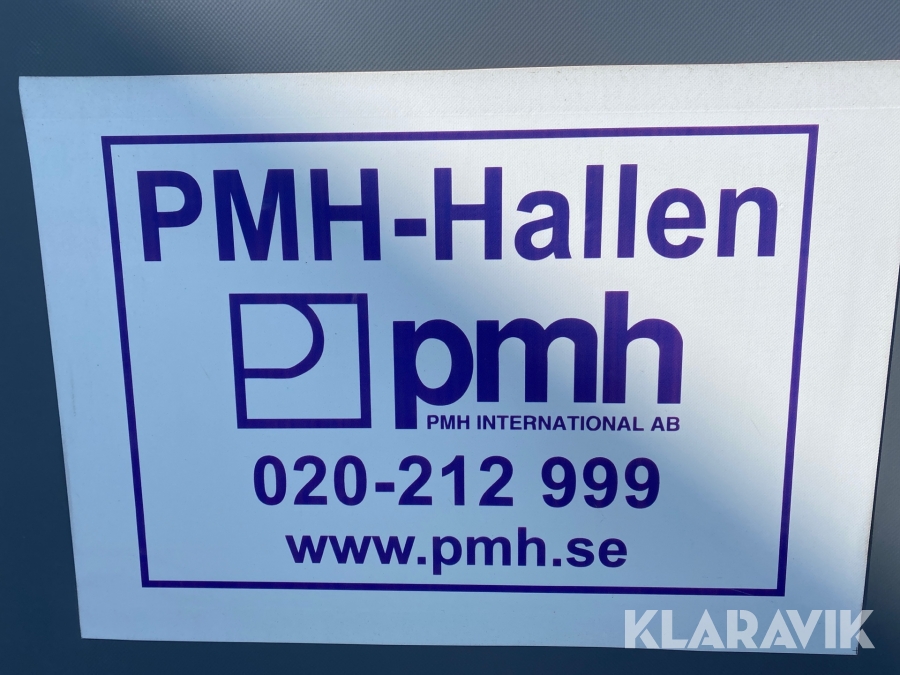 PMH-Hallen
pmh
PMH INTERNATIONAL AB
020-212 999
www.pmh.se
KLARAVIK